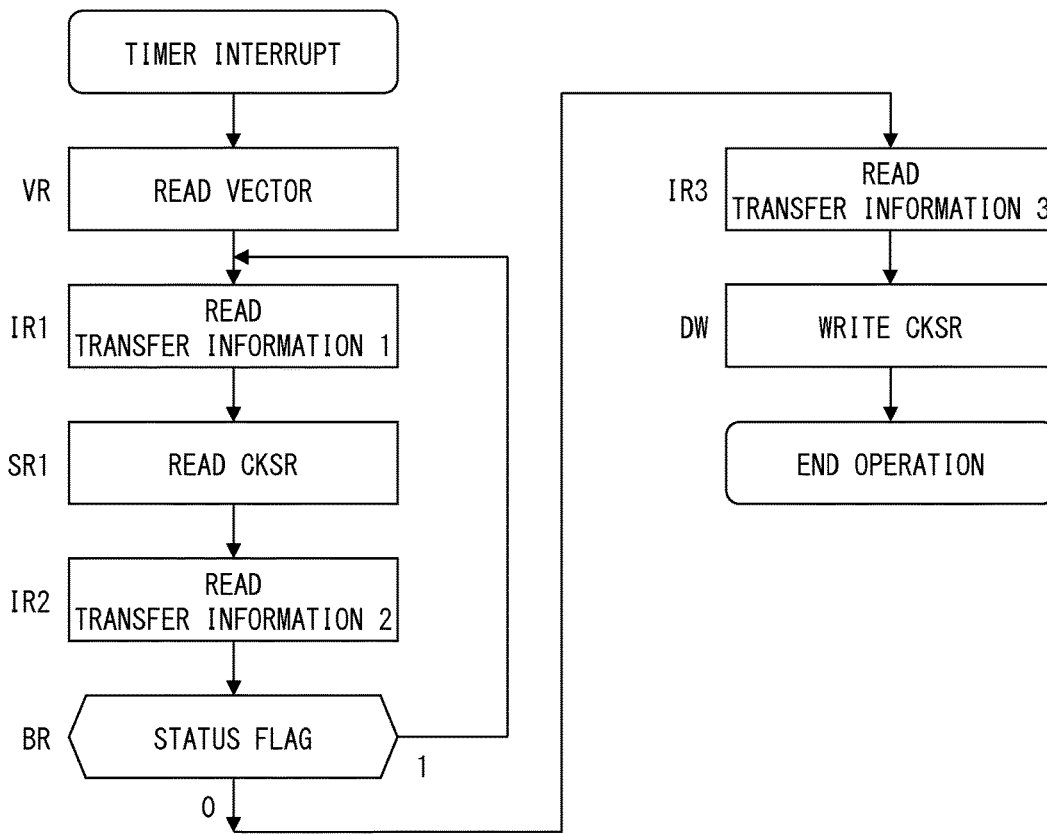 TIMER INTERRUPT
VR
READ VECTOR
IR1
READ
TRANSFER INFORMATION 1
SR1
READ CKSR
IR2
READ
TRANSFER INFORMATION 2
BR
STATUS FLAG
1
0
IR3
READ
TRANSFER INFORMATION 3
DW
WRITE CKSR
END OPERATION